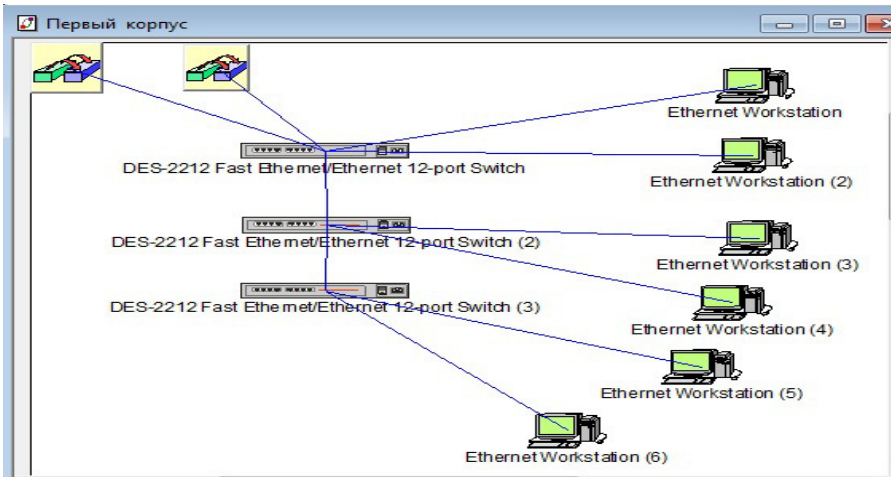 Первый корпус
Ethernet Workstation
DES-2212 Fast Ethernet/Ethernet 12-port Switch
Ethernet Workstation (2)
DES-2212 Fast Ethernet/Ethernet 12-port Switch (2)
Ethernet Workstation (3)
DES-2212 Fast Ethernet/Ethernet 12-port Switch (3)
Ethernet Workstation (4)
Ethernet Workstation (5)
Ethernet Workstation (6)